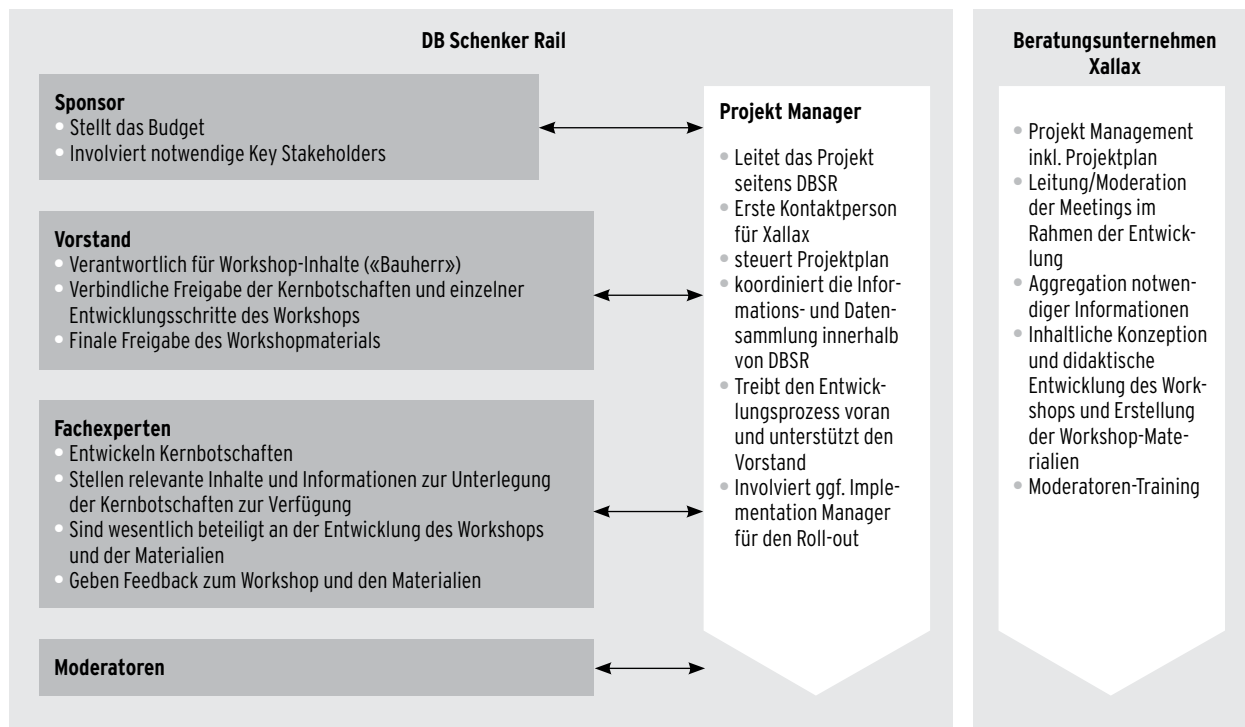 DB Schenker Rail
Sponsor
• Stellt das Budget
• Involviert notwendige Key Stakeholders
Vorstand
• Verantwortlich für Workshop-Inhalte («Bauherr»)
• Verbindliche Freigabe der Kernbotschaften und einzelner
Entwicklungsschritte des Workshops
• Finale Freigabe des Workshopmaterials
Fachexperten
• Entwickeln Kernbotschaften
• Stellen relevante Inhalte und Informationen zur Unterlegung
der Kernbotschaften zur Verfügung
• Sind wesentlich beteiligt an der Entwicklung des Workshops
und der Materialien
• Geben Feedback zum Workshop und den Materialien
Moderatoren
Projekt Manager
• Leitet das Projekt
seitens DBSR
• Erste Kontaktperson
für Xallax
• steuert Projektplan
• koordiniert die Infor-
mations- und Daten-
sammlung innerhalb
von DBSR
• Treibt den Entwick-
lungsprozess voran
und unterstützt den
Vorstand
• Involviert ggf. Imple-
mentation Manager
für den Roll-out
Beratungsunternehmen
Xallax
• Projekt Management
inkl. Projektplan
• Leitung/Moderation
der Meetings im
Rahmen der Entwick-
lung
• Aggregation notwen-
diger Informationen
• Inhaltliche Konzeption
und didaktische
Entwicklung des Work-
shops und Erstellung
der Workshop-Mate-
rialien
• Moderatoren-Training